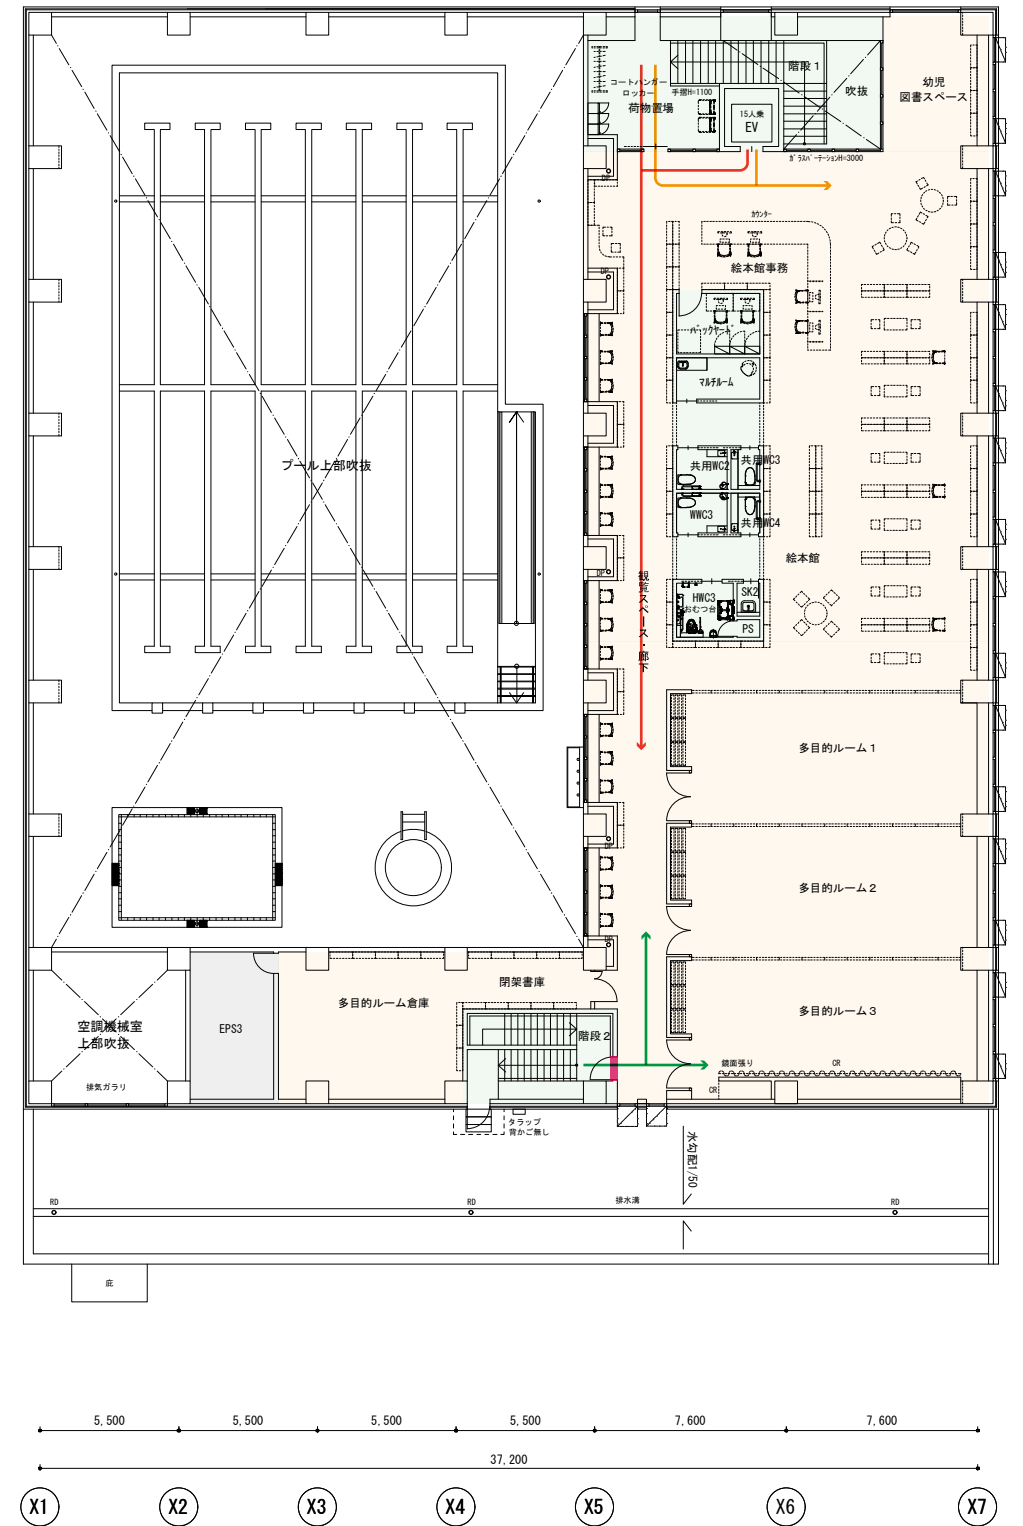 階段1
コートハンガー
ロッカー
手摺H=1100
荷物置場
吹抜
幼児
図書スペース
15人乗
EV
ガラスパーテーションH=3000
DP
カウンター
絵本館事務
DP
バックヤード
マルチルーム
プール上部吹抜
共用WC2
共用WC3
WWC3
共用WC4
絵本館
DP
観覧スペース・廊下
HWC3
おむつ台
SK2
PS
多目的ルーム1
DP
多目的ルーム2
DP
閉架書庫
多目的ルーム倉庫
多目的ルーム3
空調機械室
上部吹抜
EPS3
階段2
鏡面張り
CR
CR
排気ガラリ
タラップ
背かご無し
水勾配1/50
RD
RD
排水溝
RD
庇
5,500
5,500
5,500
5,500
7,600
7,600
37,200
X1
X2
X3
X4
X5
X6
X7